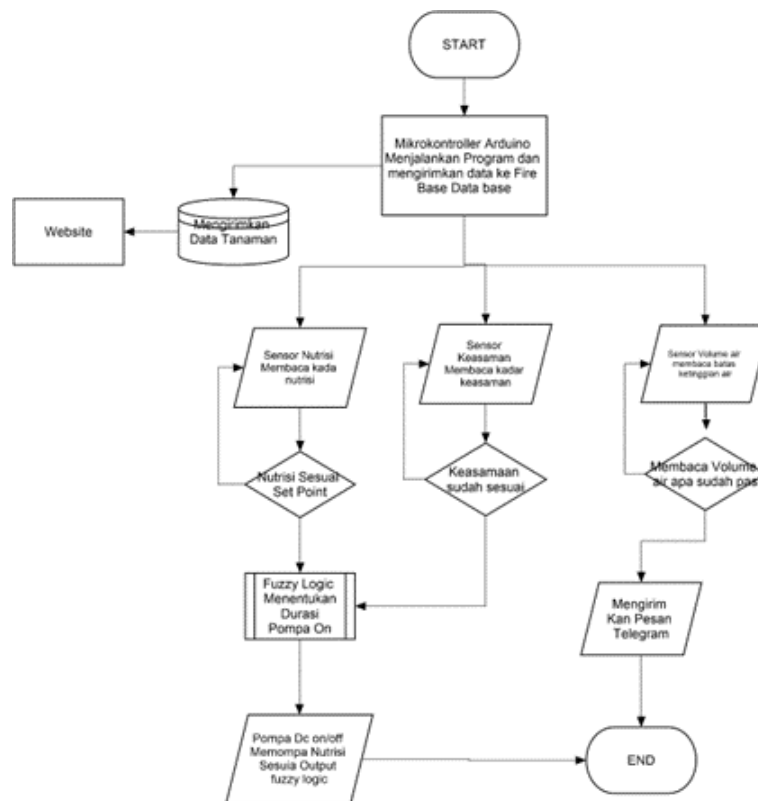 START
Mikrokontroller Arduino
Menjalankan Program dan
mengirimkan data ke Fire
Base Data base
Website
Mengirimkan
Data Tanaman
Sensor Nutrisi
Membaca kada
nutrisi
Sensor
Keasaman
Membaca kadar
keasaman
Sensor Volume air
membaca batas
ketinggian air
Nutrisi Sesuai
Set Point
Keasamaan
sudah sesuai
Membaca Volume
air apa sudah pas
Fuzzy Logic
Menentukan
Durasi
Pompa On
Mengirim
Kan Pesan
Telegram
Pompa Dc on/off
Memompa Nutrisi
Sesuia Output
fuzzy logic
END